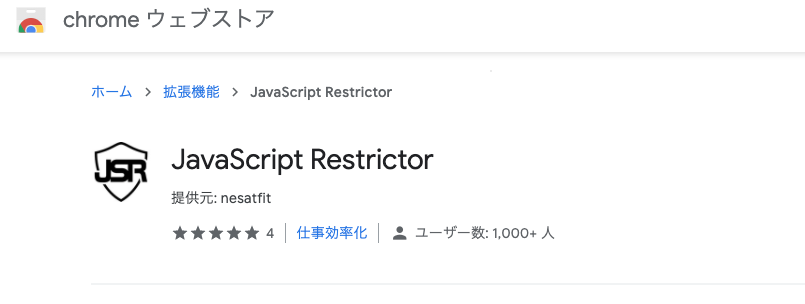 chrome ウェブストア
ホーム > 拡張機能 > JavaScript Restrictor
JSR
JavaScript Restrictor
提供元: nesatfit
★★★★★ 4 | 仕事効率化 | ユーザー数: 1,000+ 人